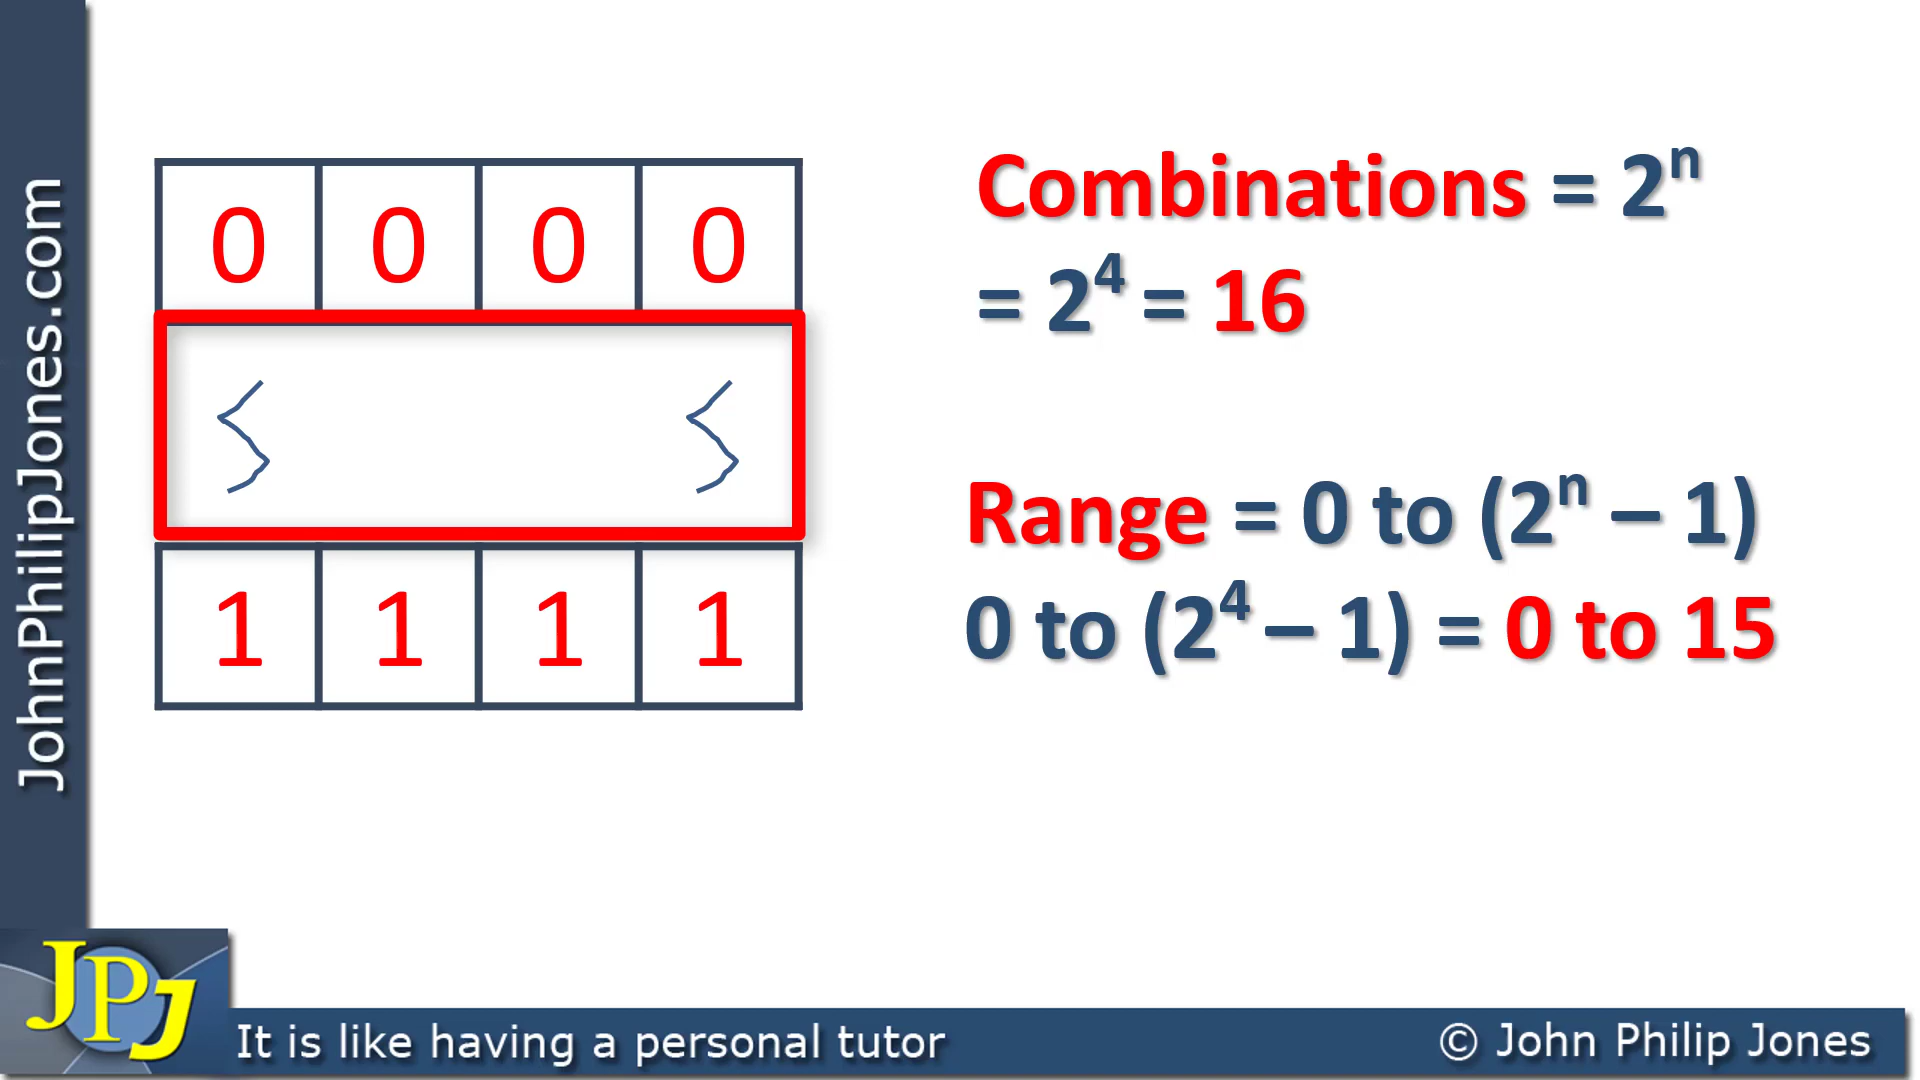 JohnPhilipJones.com
0 0 0 0
1 1 1 1
Combinations = 2ⁿ
= 2⁴ = 16
Range = 0 to (2ⁿ – 1)
0 to (2⁴ – 1) = 0 to 15
JPJ
It is like having a personal tutor
© John Philip Jones